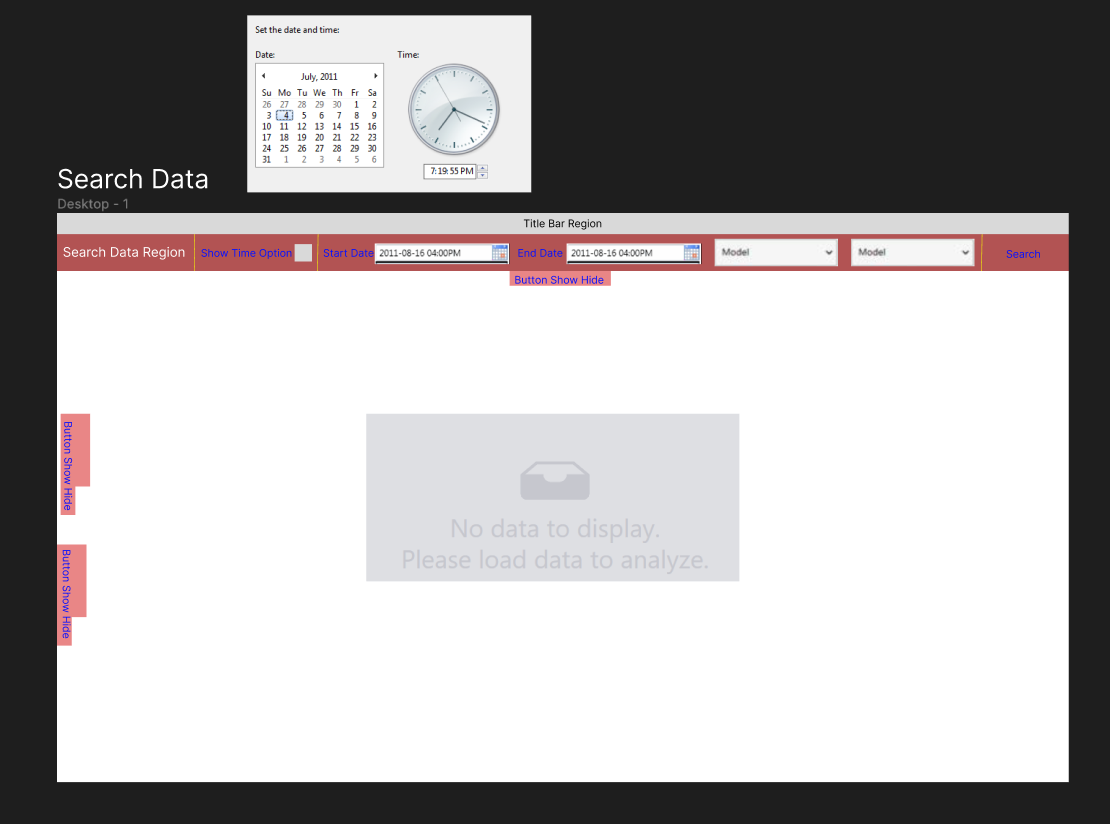 Set the date and time:
Date:
Time:
July, 2011
Su Mo Tu We Th Fr Sa
26 27 28 29 30 1 2
3 4 5 6 7 8 9
10 11 12 13 14 15 16
17 18 19 20 21 22 23
24 25 26 27 28 29 30
31 1 2 3 4 5 6
7:19:55 PM
Search Data
Desktop - 1
Title Bar Region
Search Data Region
Show Time Option
Start Date
2011-08-16 04:00PM
End Date
2011-08-16 04:00PM
Model
Model
Search
Button Show Hide
Button Show Hide
Button Show Hide
No data to display.
Please load data to analyze.